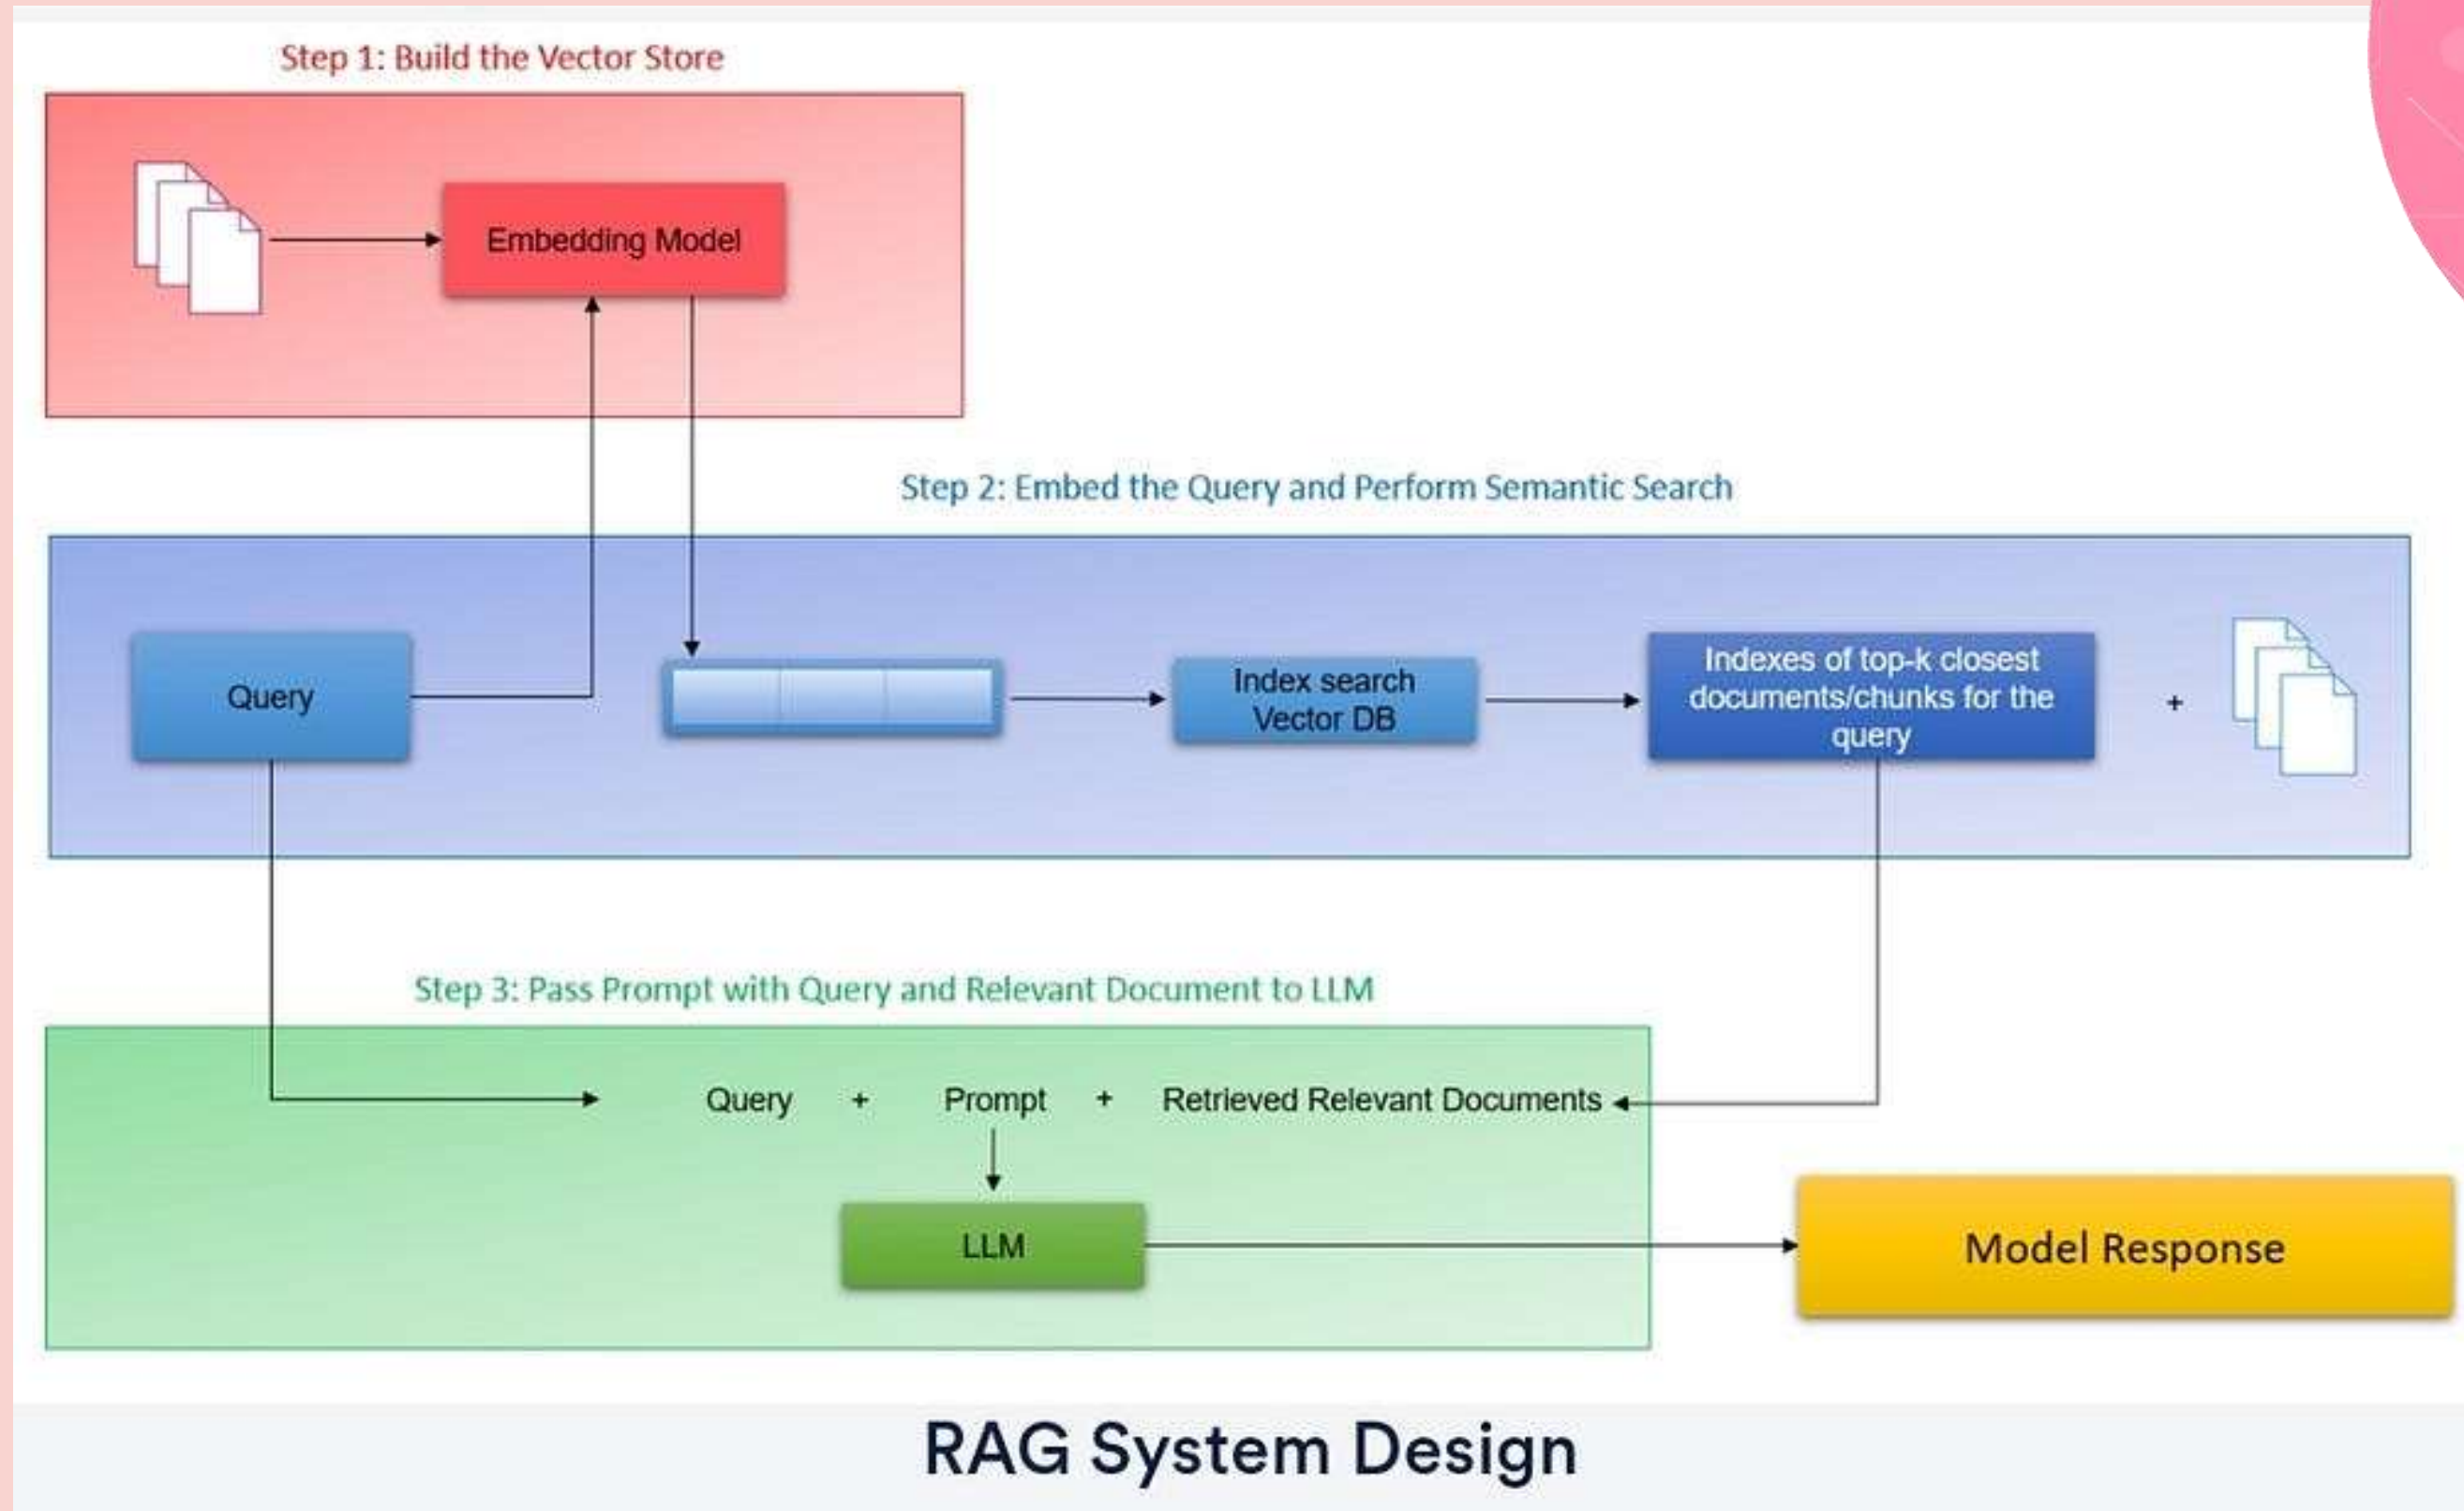 Step 1: Build the Vector Store
Embedding Model
Step 2: Embed the Query and Perform Semantic Search
Query
Index search
Vector DB
Indexes of top-k closest
documents/chunks for the
query
+
Step 3: Pass Prompt with Query and Relevant Document to LLM
Query + Prompt + Retrieved Relevant Documents
LLM
Model Response
RAG System Design